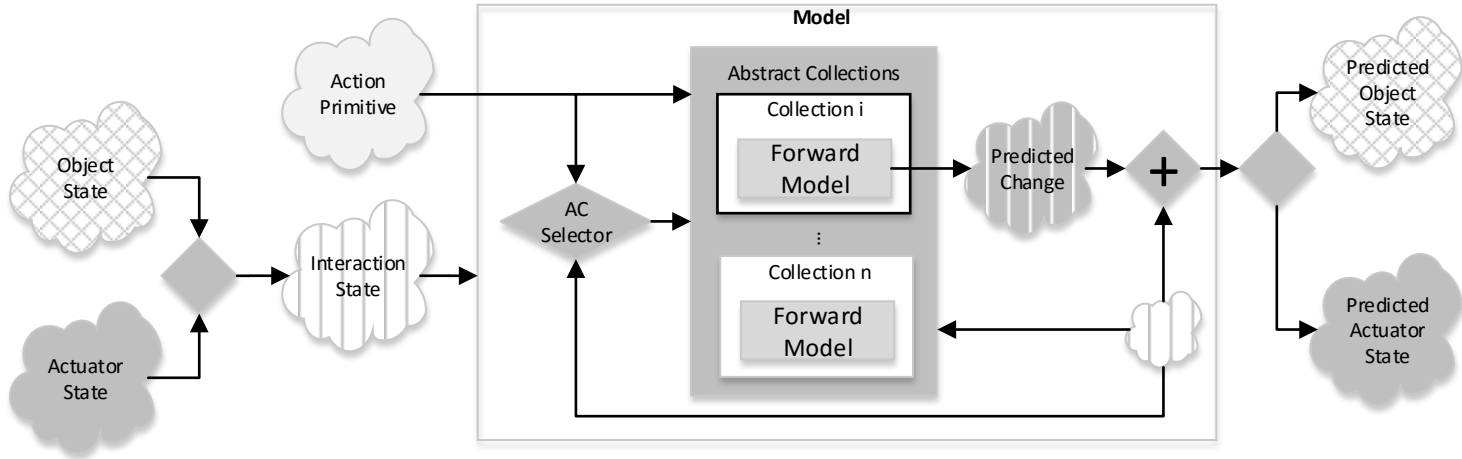 Model
Action
Primitive
Object
State
Actuator
State
Interaction
State
AC
Selector
Abstract Collections
Collection i
Forward
Model
⋮
Collection n
Forward
Model
Predicted
Change
+
Predicted
Object
State
Predicted
Actuator
State